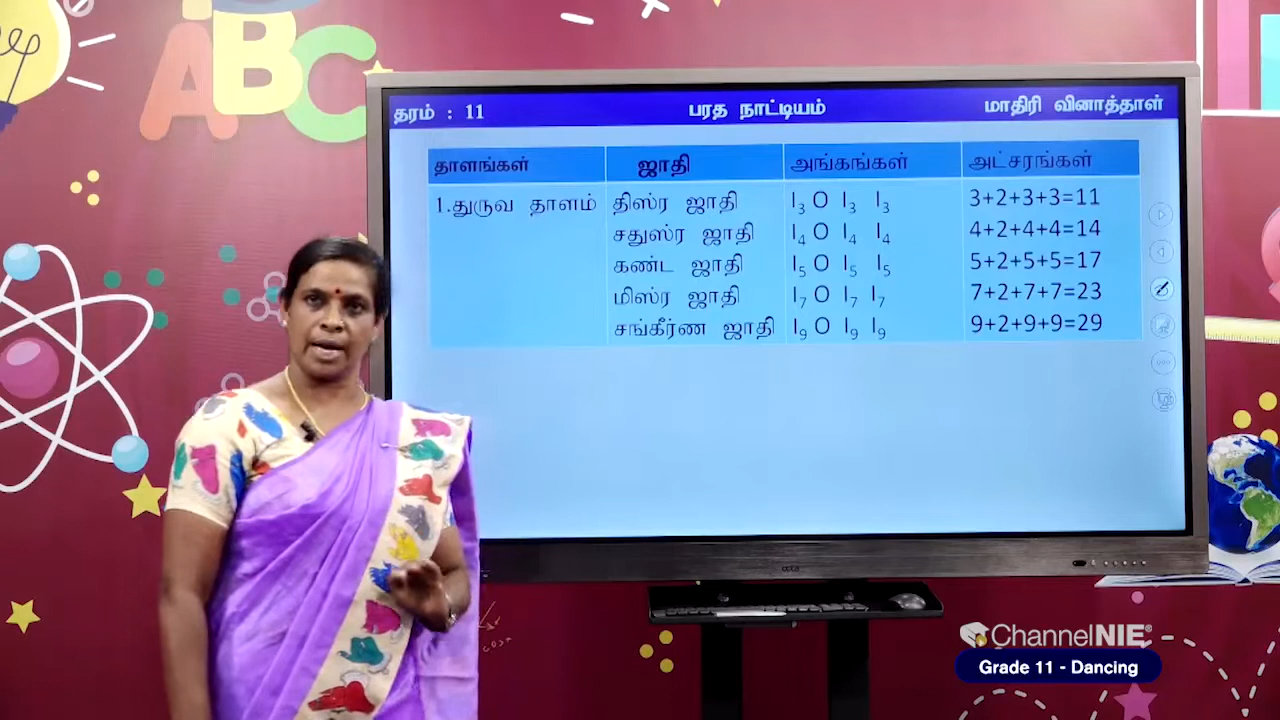 ABC
தரம் : 11 பரத நாட்டியம் மாதிரி வினாத்தாள்
தாளங்கள் ஜாதி அங்கங்கள் அட்சரங்கள்
1.துருவ தாளம் திஸ்ர ஜாதி I₃ O I₃ I₃ 3+2+3+3=11
சதுஸ்ர ஜாதி I₄ O I₄ I₄ 4+2+4+4=14
கண்ட ஜாதி I₅ O I₅ I₅ 5+2+5+5=17
மிஸ்ர ஜாதி I₇ O I₇ I₇ 7+2+7+7=23
சங்கீர்ண ஜாதி I₉ O I₉ I₉ 9+2+9+9=29
ChannelNIE®
Grade 11 - Dancing